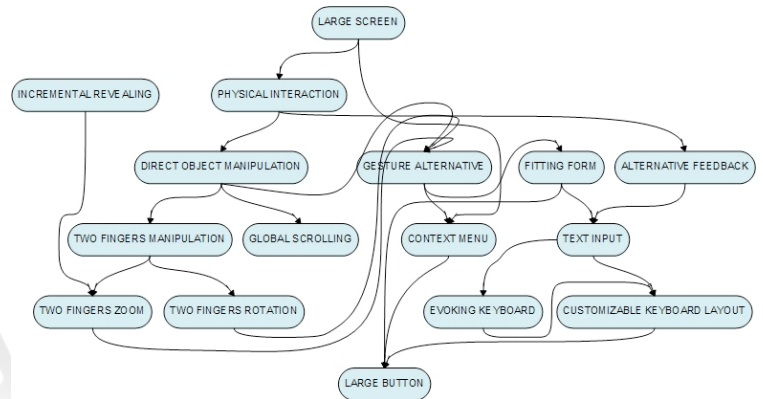 LARGE SCREEN
INCREMENTAL REVEALING
PHYSICAL INTERACTION
DIRECT OBJECT MANIPULATION
GESTURE ALTERNATIVE
FITTING FORM
ALTERNATIVE FEEDBACK
TWO FINGERS MANIPULATION
GLOBAL SCROLLING
CONTEXT MENU
TEXT INPUT
TWO FINGERS ZOOM
TWO FINGERS ROTATION
EVOKING KEYBOARD
CUSTOMIZABLE KEYBOARD LAYOUT
LARGE BUTTON